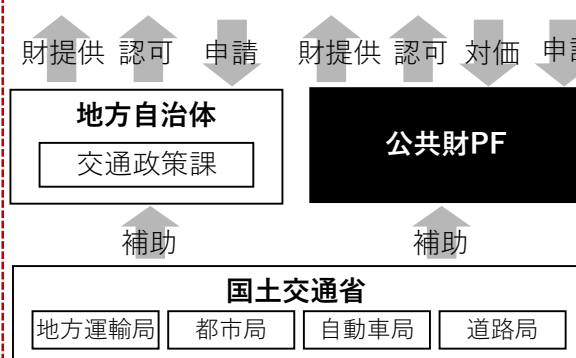 財提供 認可 申請 財提供 認可 対価
地方自治体
交通政策課
公共財PF
補助 補助
国土交通省
地方運輸局 都市局 自動車局 道路局